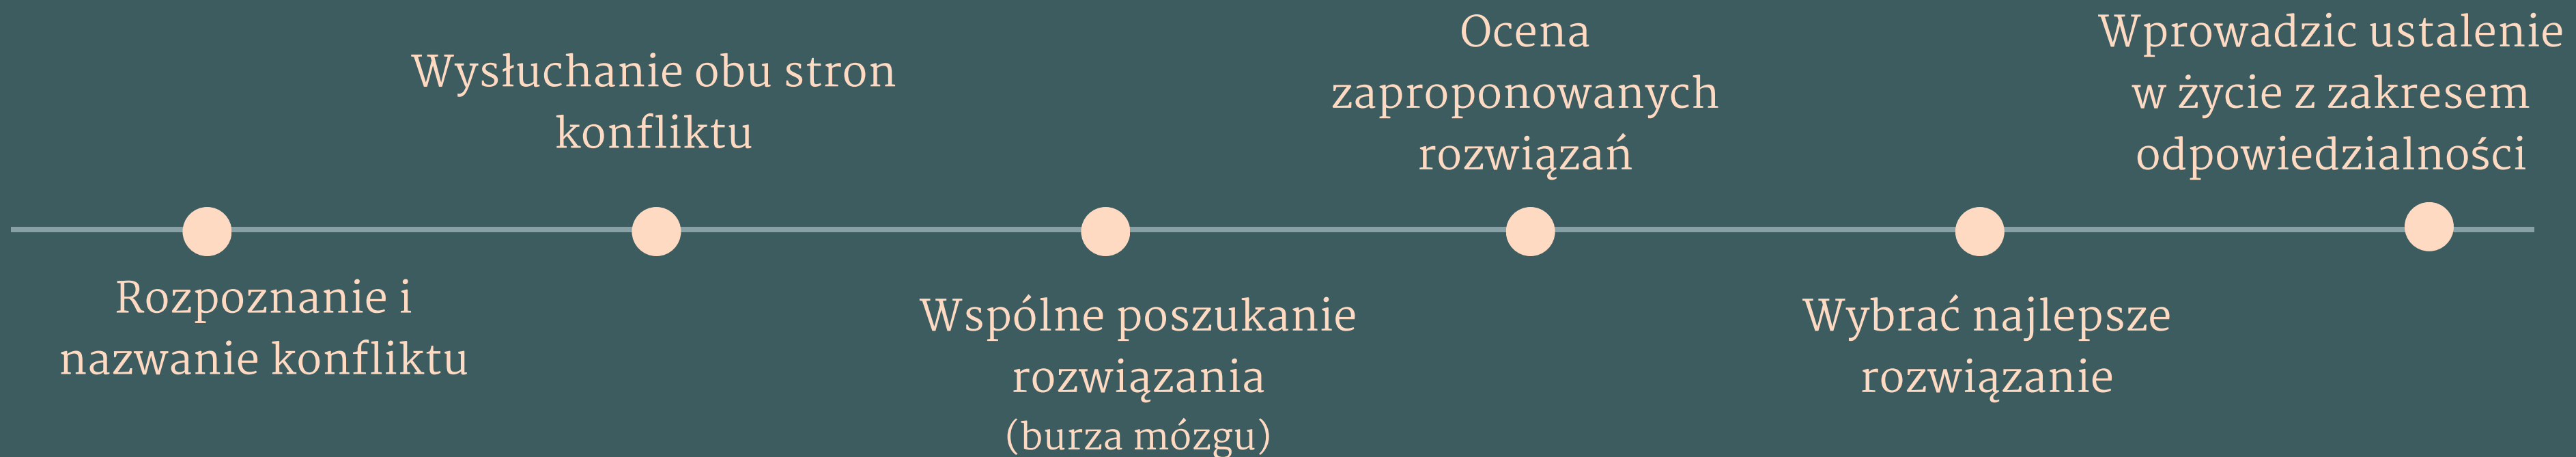 Rozpoznanie i
nazwanie konfliktu
Wysłuchanie obu stron
konfliktu
Wspólne poszukanie
rozwiązania
(burza mózgu)
Ocena
zaproponowanych
rozwiązań
Wybrać najlepsze
rozwiązanie
Wprowadzic ustalenie
w życie z zakresem
odpowiedzialności